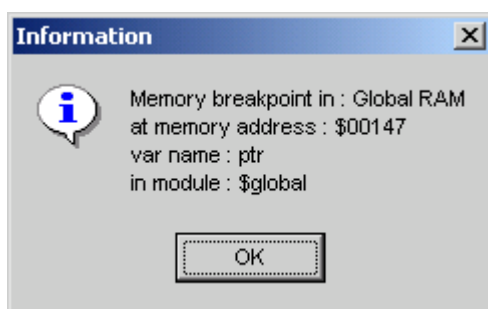 Information
Memory breakpoint in : Global RAM
at memory address : $00147
var name : ptr
in module : $global
OK